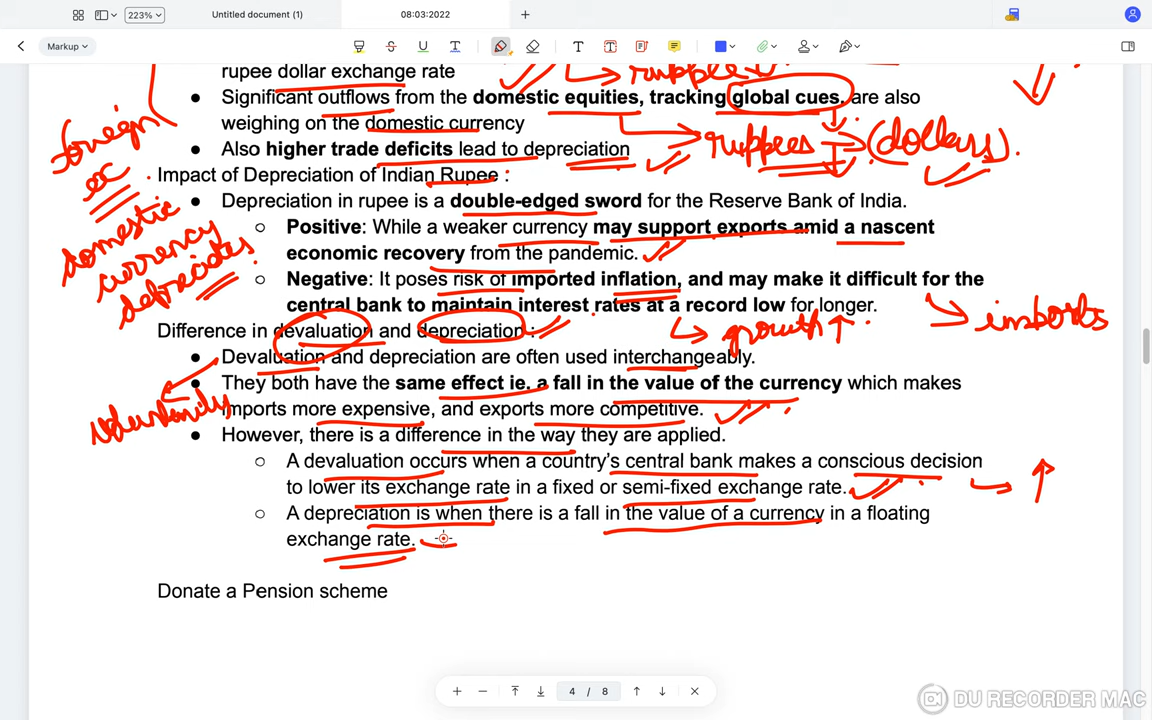 223%
Untitled document (1)
08:03:2022
Markup
rupee dollar exchange rate
rupple
● Significant outflows from the domestic equities, tracking global cues, are also
weighing on the domestic currency
● Also higher trade deficits lead to depreciation
rupples (dollars).
foreign
ec
domestic
currency
depreciates.
Impact of Depreciation of Indian Rupee :
● Depreciation in rupee is a double-edged sword for the Reserve Bank of India.
○ Positive: While a weaker currency may support exports amid a nascent
economic recovery from the pandemic.
○ Negative: It poses risk of imported inflation, and may make it difficult for the
central bank to maintain interest rates at a record low for longer.
growth ↑
imports
Difference in devaluation and depreciation :
● Devaluation and depreciation are often used interchangeably.
● They both have the same effect ie. a fall in the value of the currency which makes
imports more expensive, and exports more competitive.
● However, there is a difference in the way they are applied.
○ A devaluation occurs when a country's central bank makes a conscious decision
to lower its exchange rate in a fixed or semi-fixed exchange rate.
○ A depreciation is when there is a fall in the value of a currency in a floating
exchange rate.
Donate a Pension scheme
4 / 8
DU RECORDER MAC